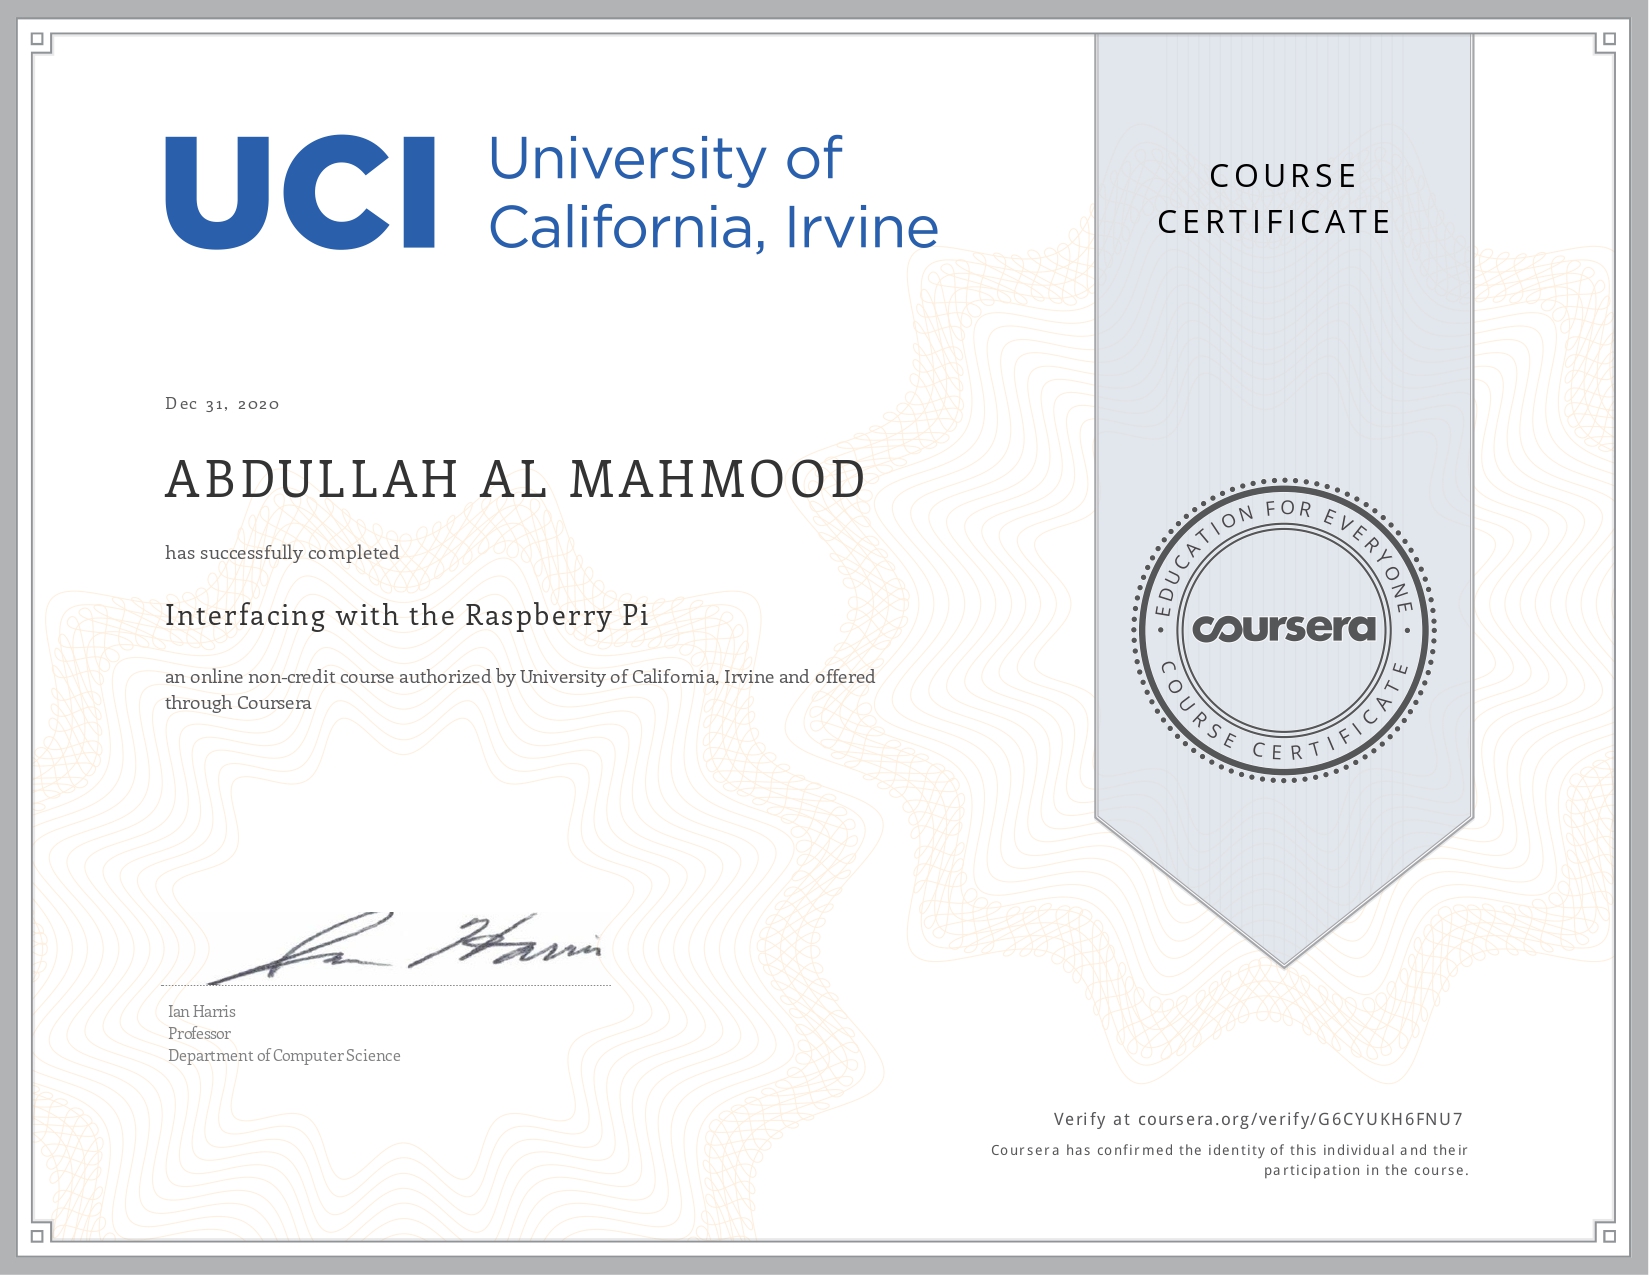 UCI
University of
California, Irvine
COURSE
CERTIFICATE
Dec 31, 2020
ABDULLAH AL MAHMOOD
has successfully completed
Interfacing with the Raspberry Pi
an online non-credit course authorized by University of California, Irvine and offered
through Coursera
EDUCATION FOR EVERYONE
coursera
COURSE CERTIFICATE
Ian Harris
Ian Harris
Professor
Department of Computer Science
Verify at coursera.org/verify/G6CYUKH6FNU7
Coursera has confirmed the identity of this individual and their
participation in the course.